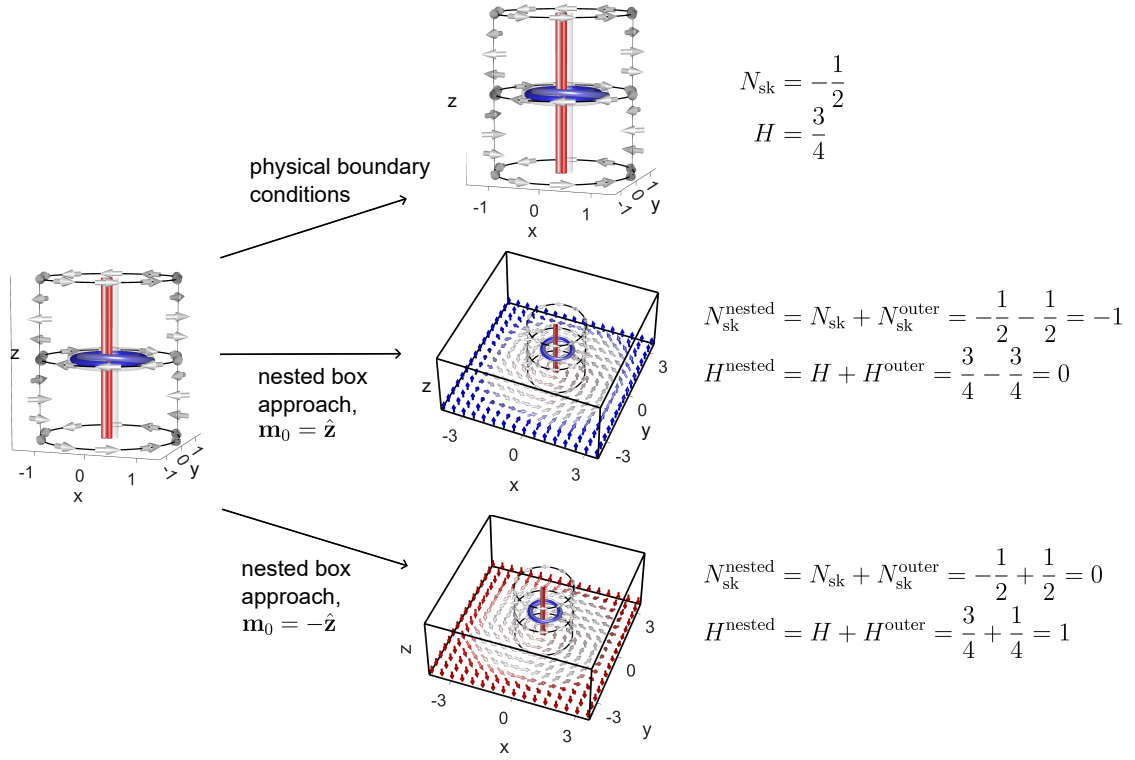 z
-1
0
1
x
-1
0
1
y
physical boundary
conditions
z
-1
0
1
x
-1
0
1
y
N_sk = -1/2
H = 3/4
nested box
approach,
m_0 = ẑ
z
-3
0
3
x
-3
0
3
y
N_sk^nested = N_sk + N_sk^outer = -1/2 - 1/2 = -1
H^nested = H + H^outer = 3/4 - 3/4 = 0
nested box
approach,
m_0 = -ẑ
z
-3
0
3
x
-3
0
3
y
N_sk^nested = N_sk + N_sk^outer = -1/2 + 1/2 = 0
H^nested = H + H^outer = 3/4 + 1/4 = 1